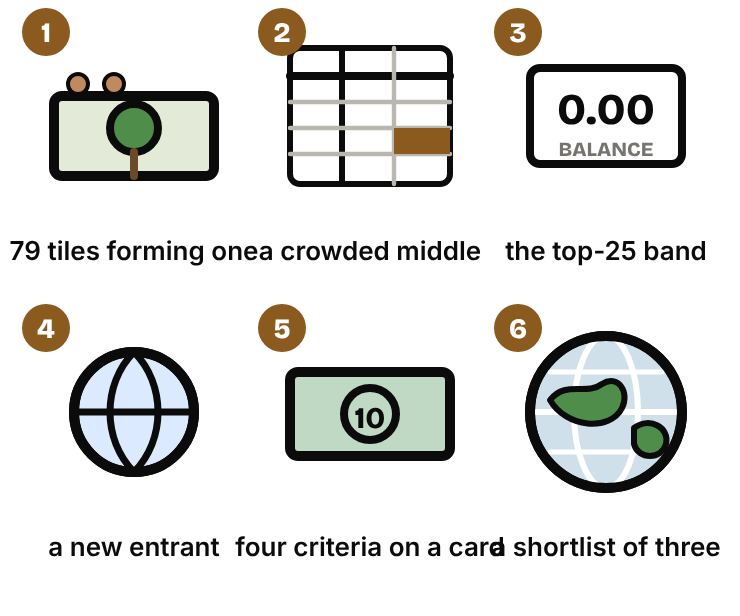 1
2
3
0.00
BALANCE
79 tiles forming one
a crowded middle
the top-25 band
4
5
6
10
a new entrant
four criteria on a card
a shortlist of three